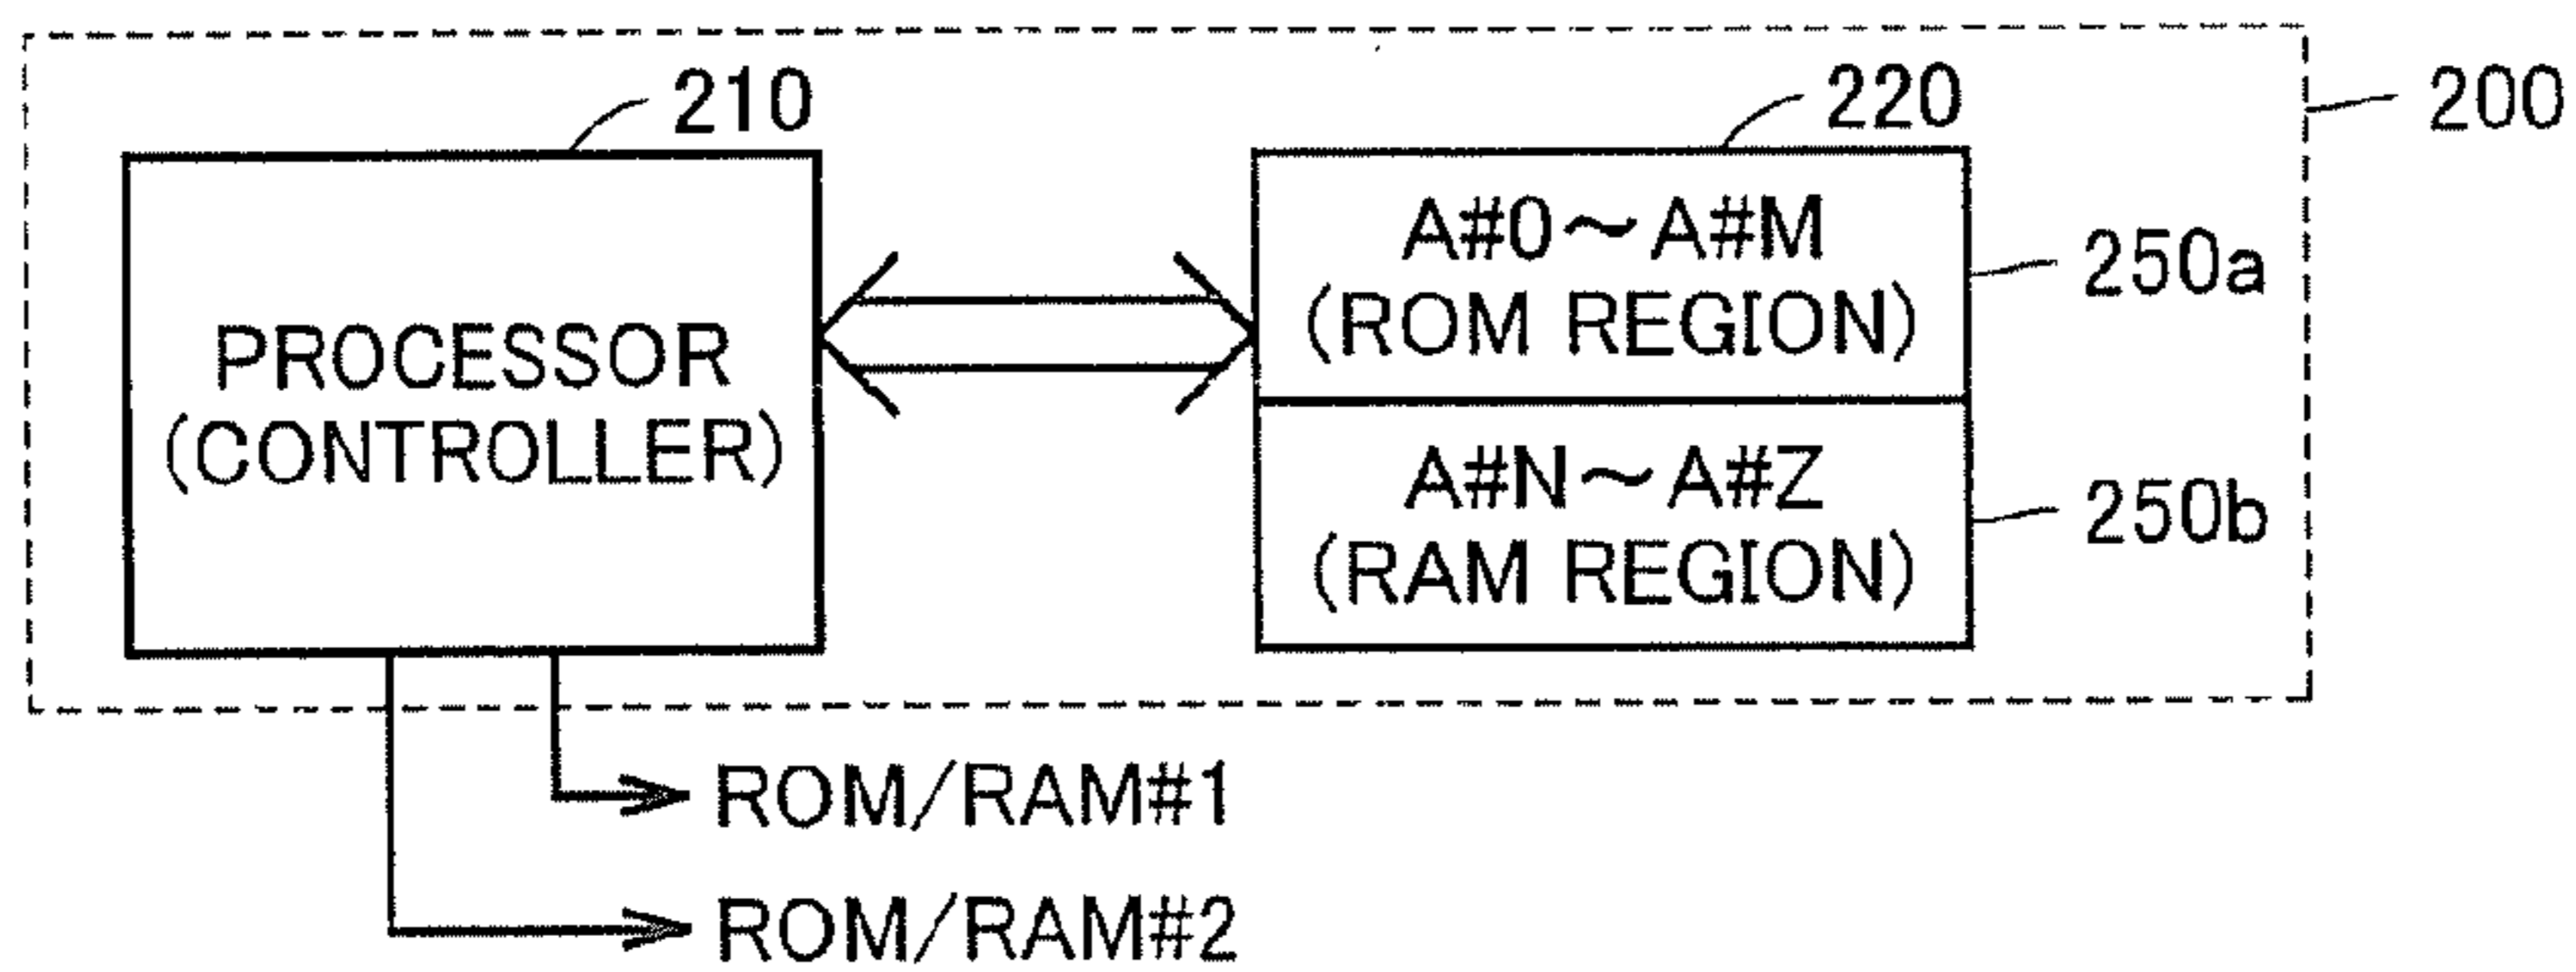 210
220
200
A#0~A#M
(ROM REGION)
250a
PROCESSOR
(CONTROLLER)
A#N~A#Z
(RAM REGION)
250b
ROM/RAM#1
ROM/RAM#2